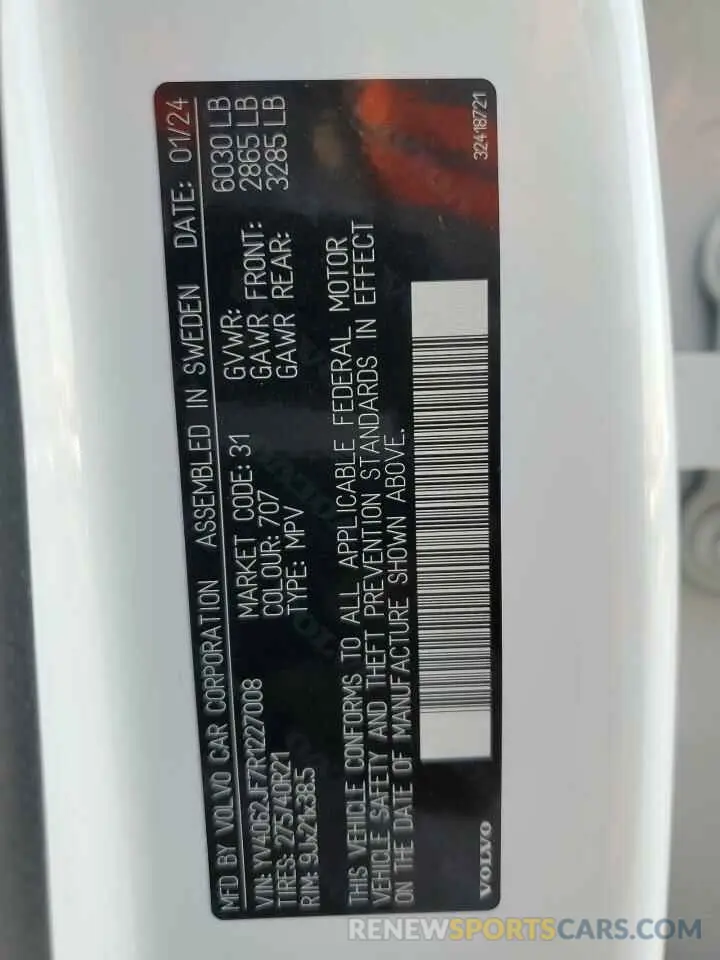 MFD BY VOLVO CAR CORPORATION ASSEMBLED IN SWEDEN DATE: 01/24
VIN: YV4062JF7R1227008 MARKET CODE: 31 GVWR: 6030 LB
TIRES: 275/40R21 COLOUR: 707 GAWR FRONT: 2865 LB
RIM: 9Jx21x38.5 TYPE: MPV GAWR REAR: 3285 LB
THIS VEHICLE CONFORMS TO ALL APPLICABLE FEDERAL MOTOR
VEHICLE SAFETY AND THEFT PREVENTION STANDARDS IN EFFECT
ON THE DATE OF MANUFACTURE SHOWN ABOVE.
VOLVO 32418721
RENEWSPORTSCARS.COM